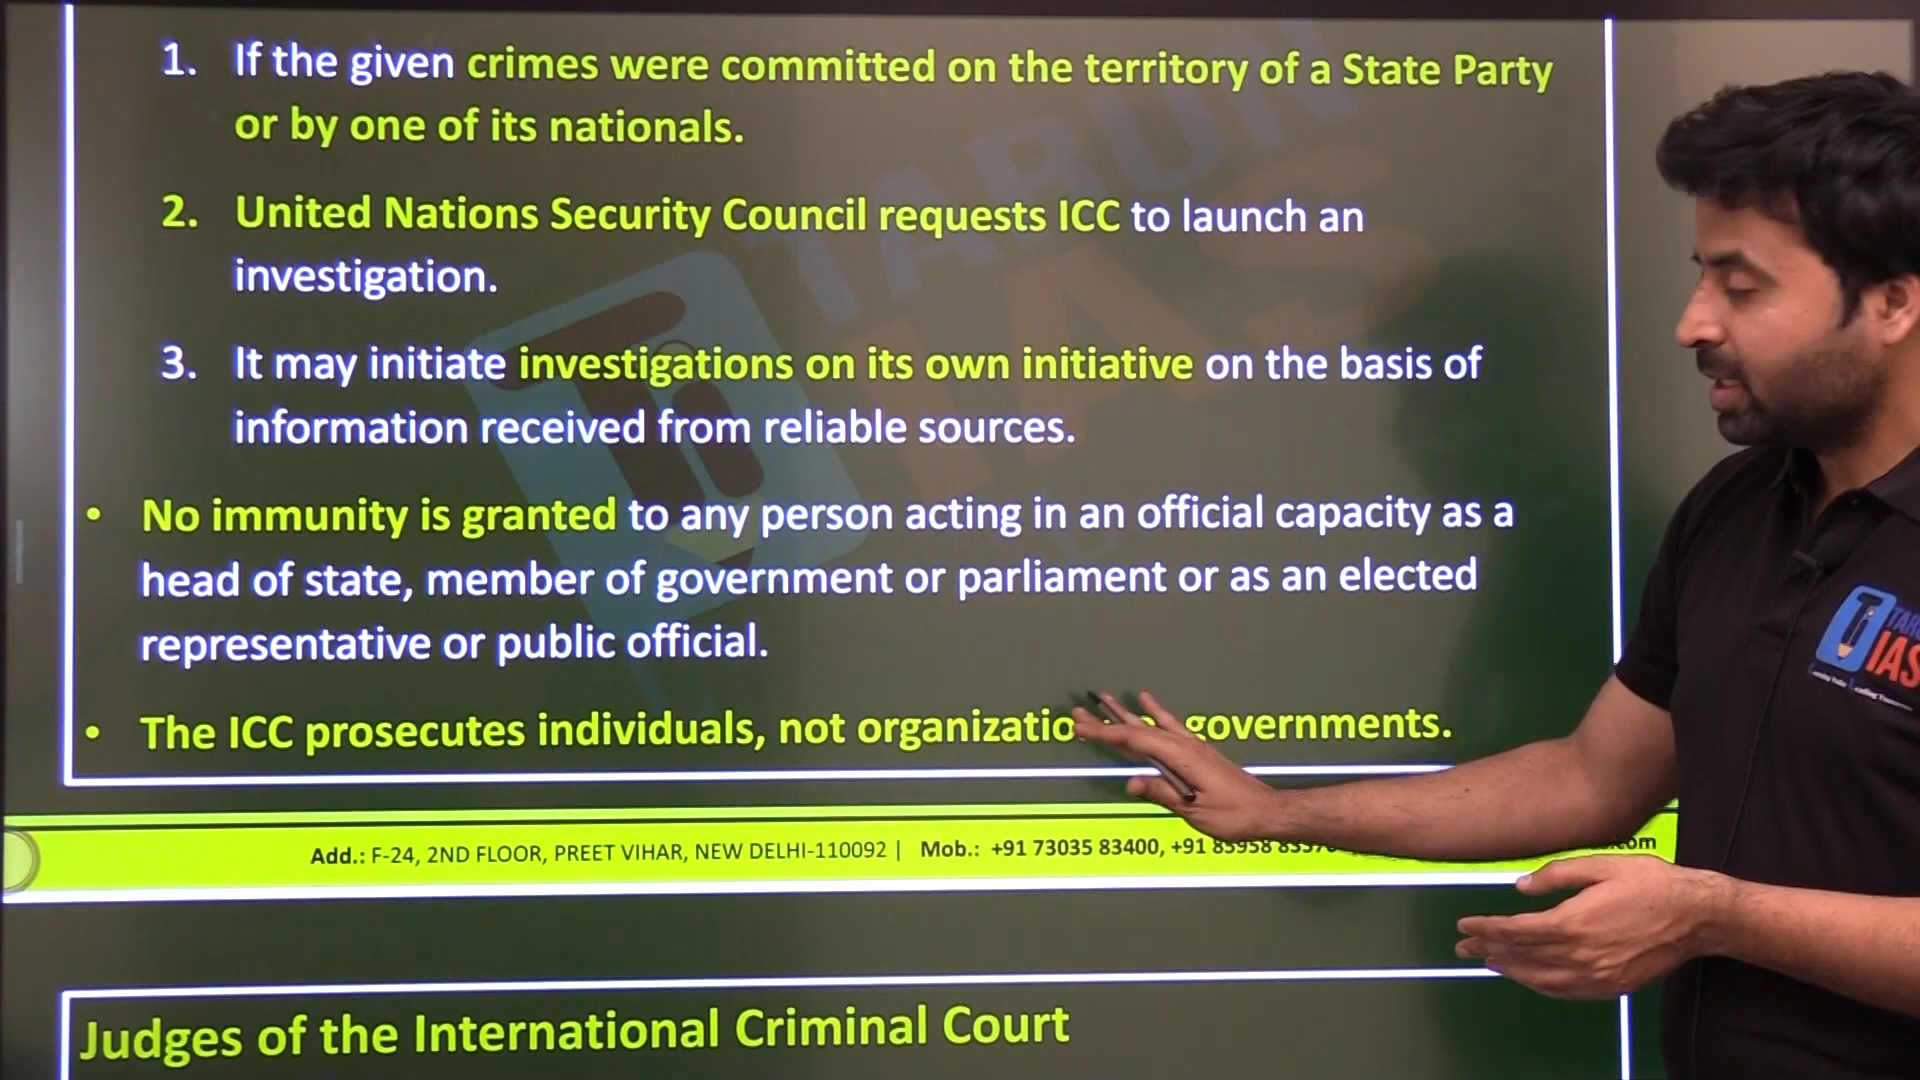 1. If the given crimes were committed on the territory of a State Party
or by one of its nationals.
2. United Nations Security Council requests ICC to launch an
investigation.
3. It may initiate investigations on its own initiative on the basis of
information received from reliable sources.
• No immunity is granted to any person acting in an official capacity as a
head of state, member of government or parliament or as an elected
representative or public official.
• The ICC prosecutes individuals, not governments.
Add.: F-24, 2ND FLOOR, PREET VIHAR, NEW DELHI-110092 | Mob.: +91 73035 83400, +91 85958
Judges of the International Criminal Court
TARUN
IAS
IAS